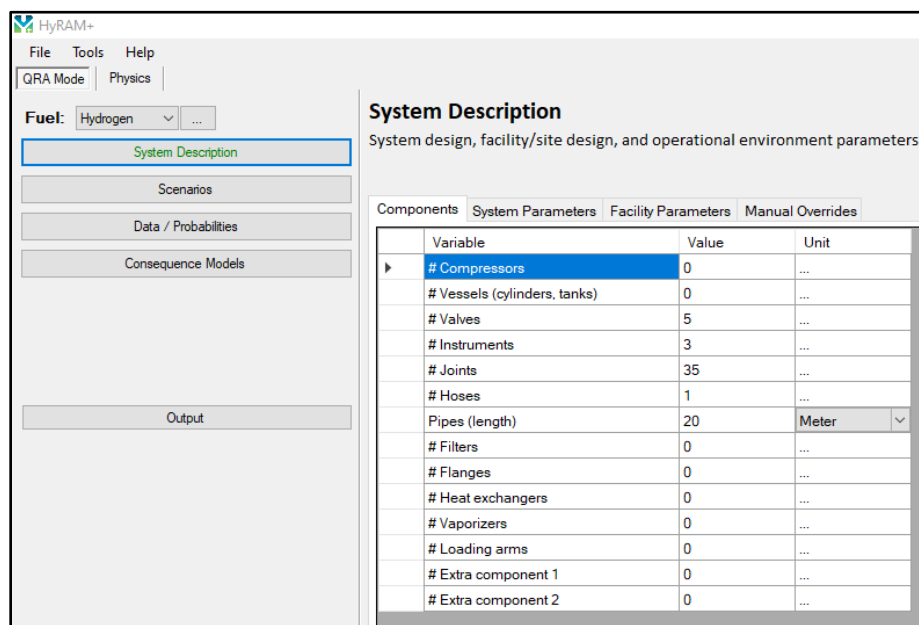 HyRAM+
File Tools Help
QRA Mode Physics
Fuel: Hydrogen ...
System Description
Scenarios
Data / Probabilities
Consequence Models
Output
System Description
System design, facility/site design, and operational environment parameters
Components System Parameters Facility Parameters Manual Overrides
Variable Value Unit
# Compressors 0 ...
# Vessels (cylinders, tanks) 0 ...
# Valves 5 ...
# Instruments 3 ...
# Joints 35 ...
# Hoses 1 ...
Pipes (length) 20 Meter
# Filters 0 ...
# Flanges 0 ...
# Heat exchangers 0 ...
# Vaporizers 0 ...
# Loading arms 0 ...
# Extra component 1 0 ...
# Extra component 2 0 ...